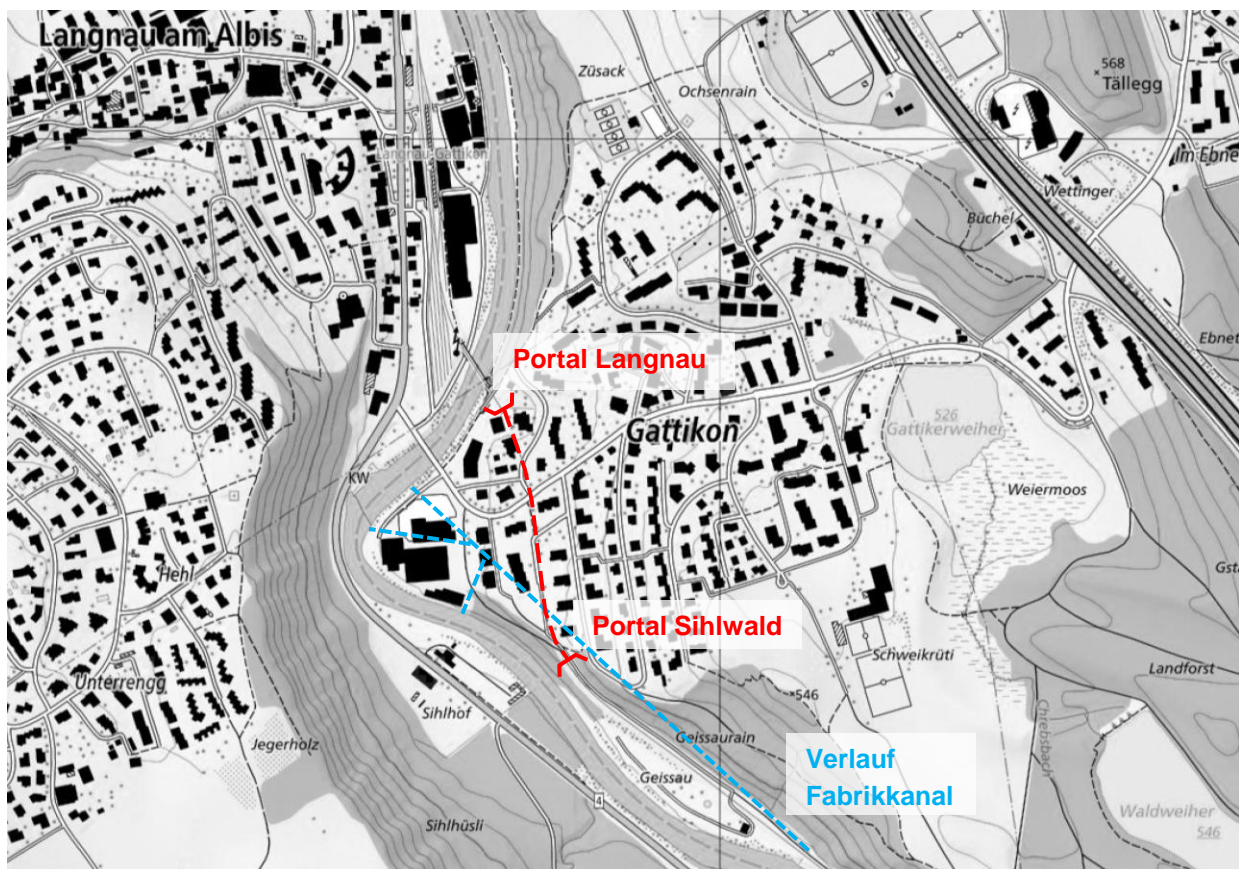 Langnau am Albis
Züsack
568
Tällegg
Ochsenrain
Langnau-Gattikon
Im Ebnet
Wettinger
Büchel
Ebnet
Portal Langnau
526
Gattikerweiher
Gattikon
KW
Weiermoos
Hehl
Gsta
Portal Sihlwald
Schweikrüti
Landforst
Unterrengg
546
Sihlhof
Chrebsbach
Geissaurain
Jegerholz
Verlauf
Fabrikkanal
Geissau
4
Waldweiher
546
Sihlhüsli